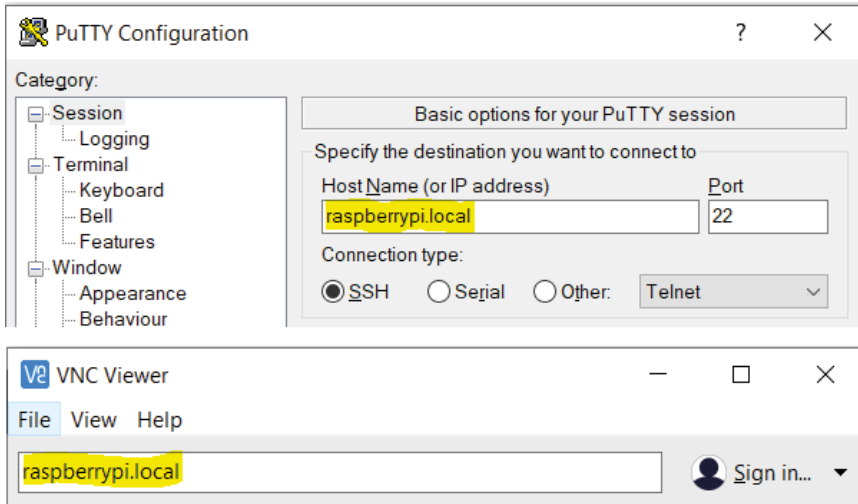 PuTTY Configuration
?
Category:
Session
Logging
Terminal
Keyboard
Bell
Features
Window
Appearance
Behaviour
Basic options for your PuTTY session
Specify the destination you want to connect to
Host Name (or IP address) Port
raspberrypi.local 22
Connection type:
SSH Serial Other: Telnet
V2 VNC Viewer
File View Help
raspberrypi.local Sign in...